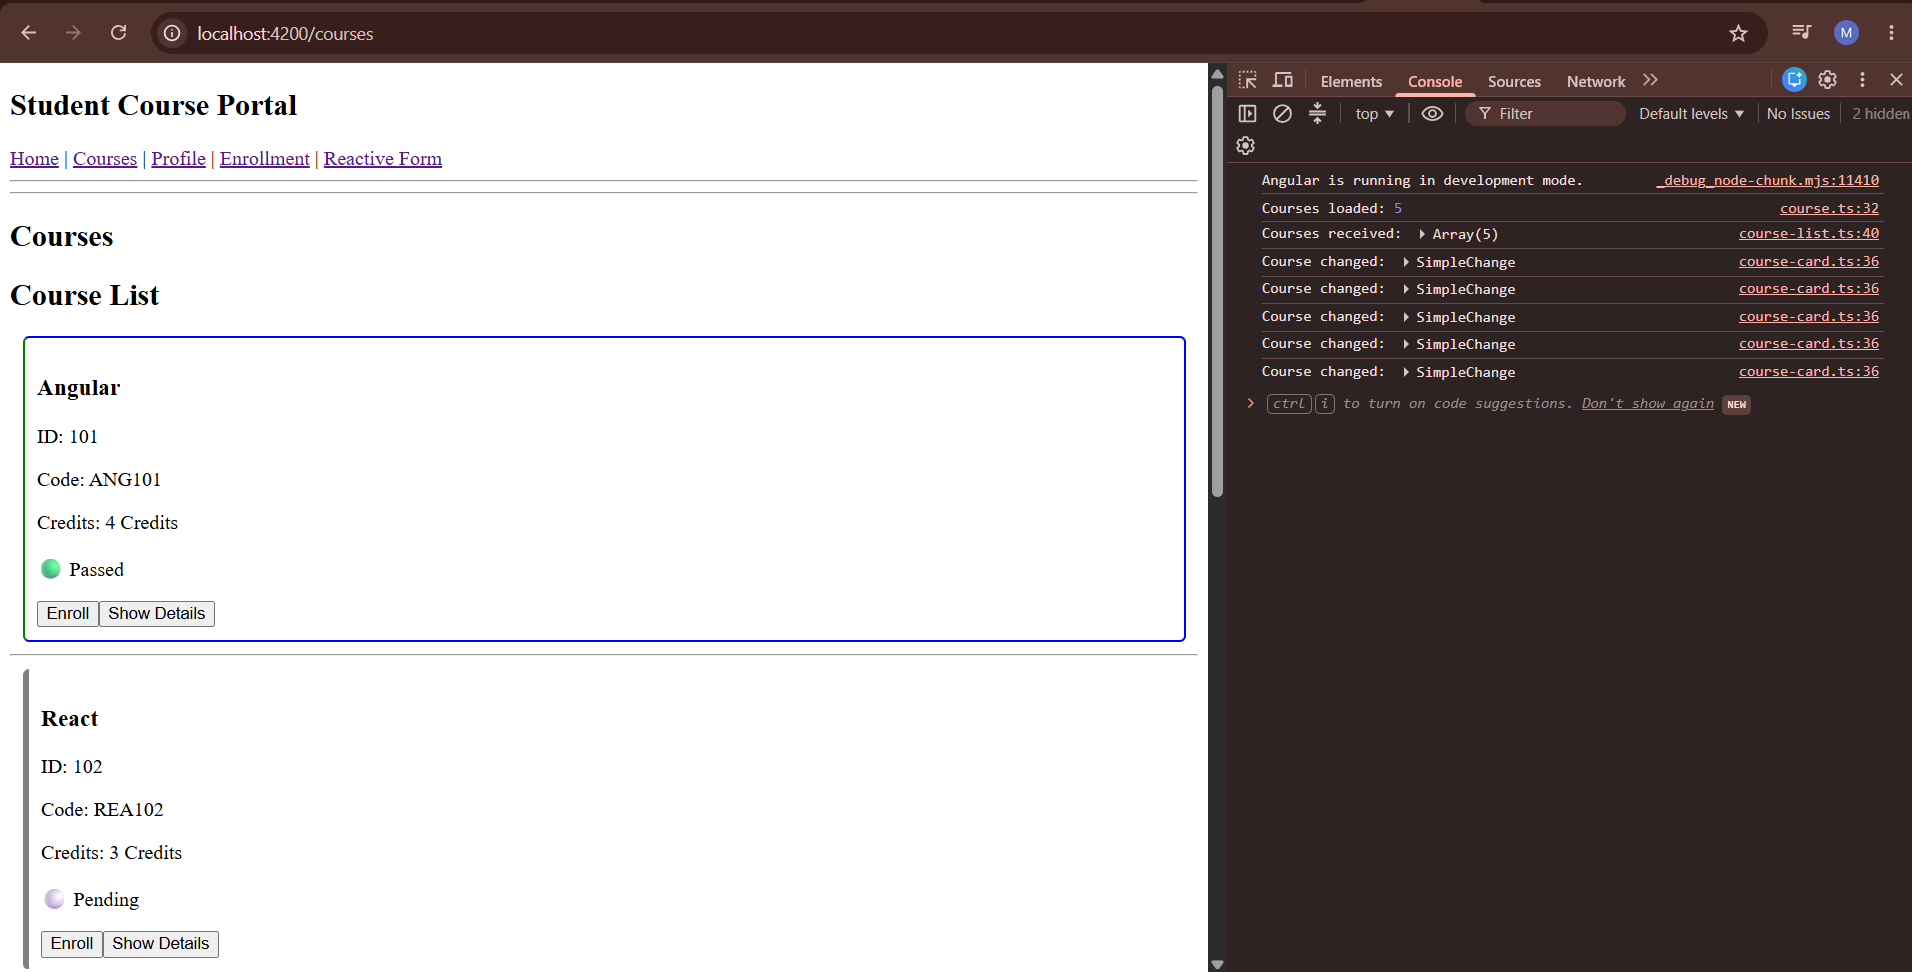 localhost:4200/courses
M
Student Course Portal
Home | Courses | Profile | Enrollment | Reactive Form
Courses
Course List
Angular
ID: 101
Code: ANG101
Credits: 4 Credits
Passed
Enroll Show Details
React
ID: 102
Code: REA102
Credits: 3 Credits
Pending
Enroll Show Details
Elements Console Sources Network
top Filter Default levels No Issues 2 hidden
Angular is running in development mode. _debug_node-chunk.mjs:11410
Courses loaded: 5 course.ts:32
Courses received: Array(5) course-list.ts:40
Course changed: SimpleChange course-card.ts:36
Course changed: SimpleChange course-card.ts:36
Course changed: SimpleChange course-card.ts:36
Course changed: SimpleChange course-card.ts:36
Course changed: SimpleChange course-card.ts:36
ctrl i to turn on code suggestions. Don't show again NEW